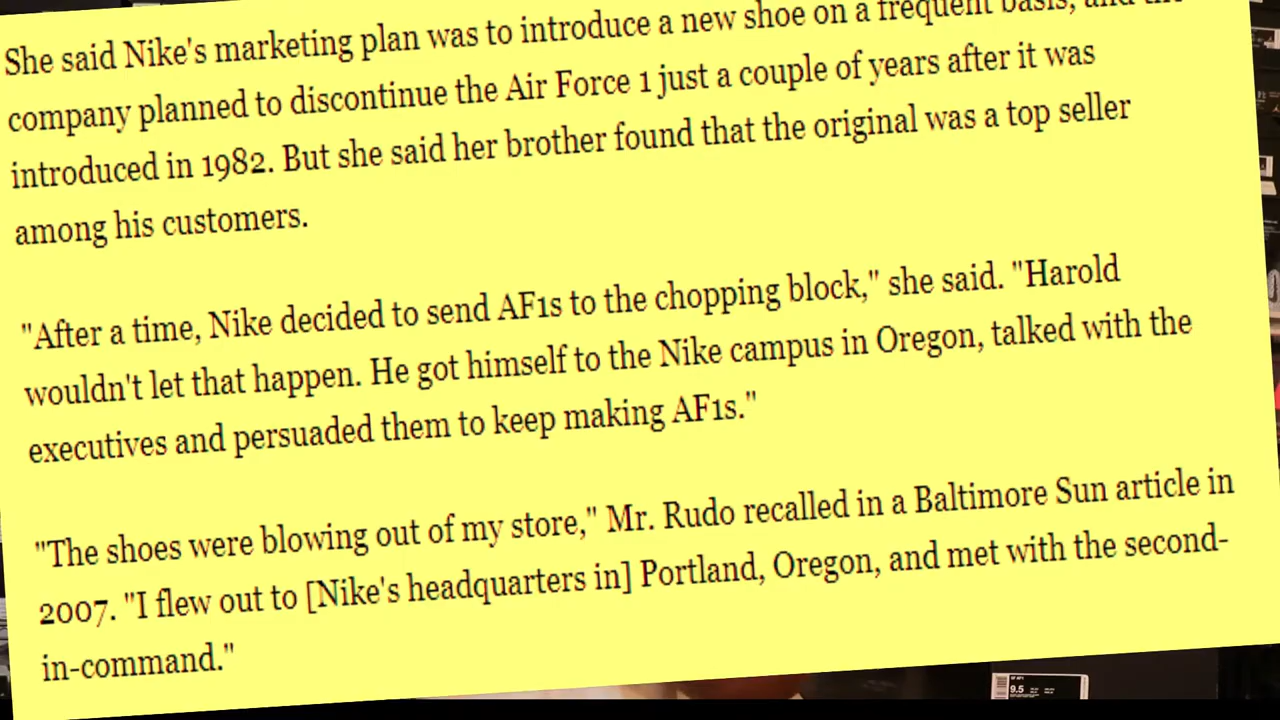 She said Nike's marketing plan was to introduce a new shoe on a frequent basis, and the
company planned to discontinue the Air Force 1 just a couple of years after it was
introduced in 1982. But she said her brother found that the original was a top seller
among his customers.
"After a time, Nike decided to send AF1s to the chopping block," she said. "Harold
wouldn't let that happen. He got himself to the Nike campus in Oregon, talked with the
executives and persuaded them to keep making AF1s."
"The shoes were blowing out of my store," Mr. Rudo recalled in a Baltimore Sun article in
2007. "I flew out to [Nike's headquarters in] Portland, Oregon, and met with the second-
in-command."
9.5